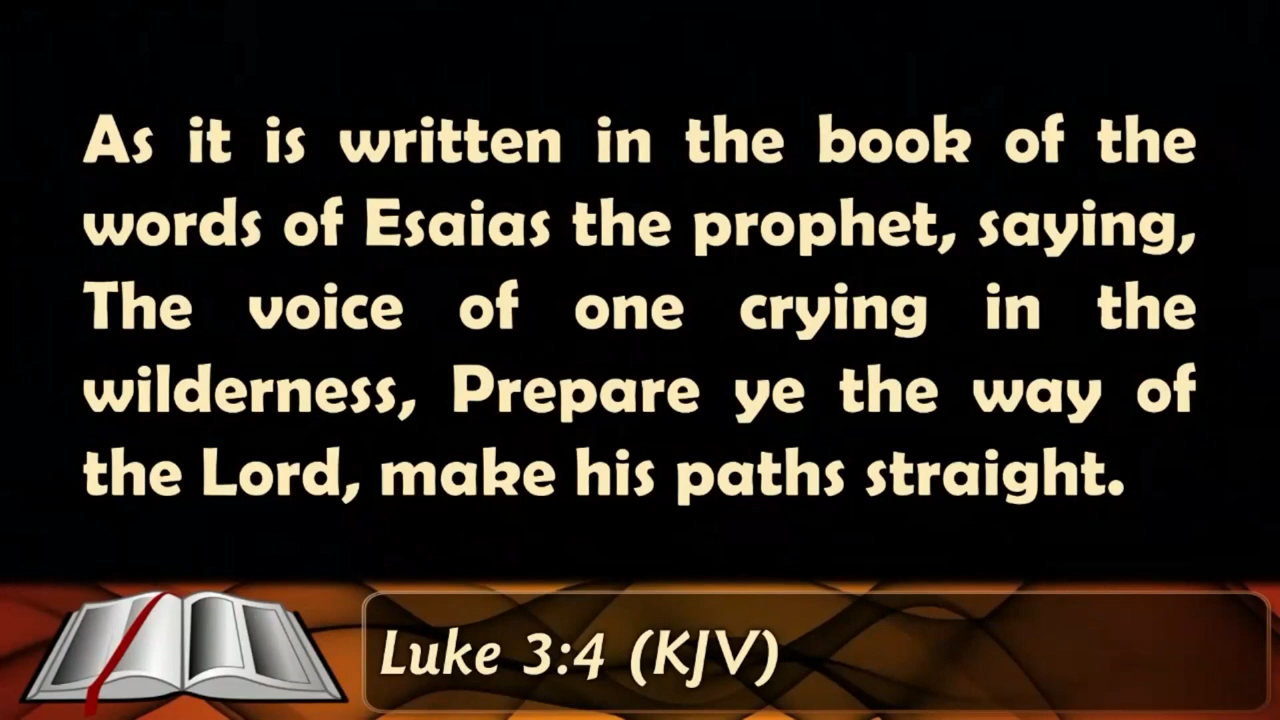 As it is written in the book of the
words of Esaias the prophet, saying,
The voice of one crying in the
wilderness, Prepare ye the way of
the Lord, make his paths straight.
Luke 3:4 (KJV)